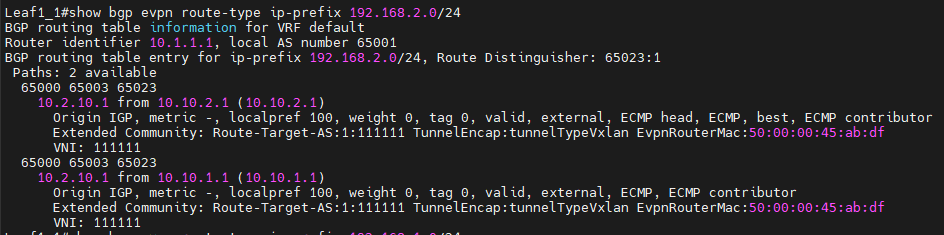 Leaf1_1#show bgp evpn route-type ip-prefix 192.168.2.0/24
BGP routing table information for VRF default
Router identifier 10.1.1.1, local AS number 65001
BGP routing table entry for ip-prefix 192.168.2.0/24, Route Distinguisher: 65023:1
Paths: 2 available
65000 65003 65023
10.2.10.1 from 10.10.2.1 (10.10.2.1)
Origin IGP, metric -, localpref 100, weight 0, tag 0, valid, external, ECMP head, ECMP, best, ECMP contributor
Extended Community: Route-Target-AS:1:111111 TunnelEncap:tunnelTypeVxlan EvpnRouterMac:50:00:00:45:ab:df
VNI: 111111
65000 65003 65023
10.2.10.1 from 10.10.1.1 (10.10.1.1)
Origin IGP, metric -, localpref 100, weight 0, tag 0, valid, external, ECMP, ECMP contributor
Extended Community: Route-Target-AS:1:111111 TunnelEncap:tunnelTypeVxlan EvpnRouterMac:50:00:00:45:ab:df
VNI: 111111